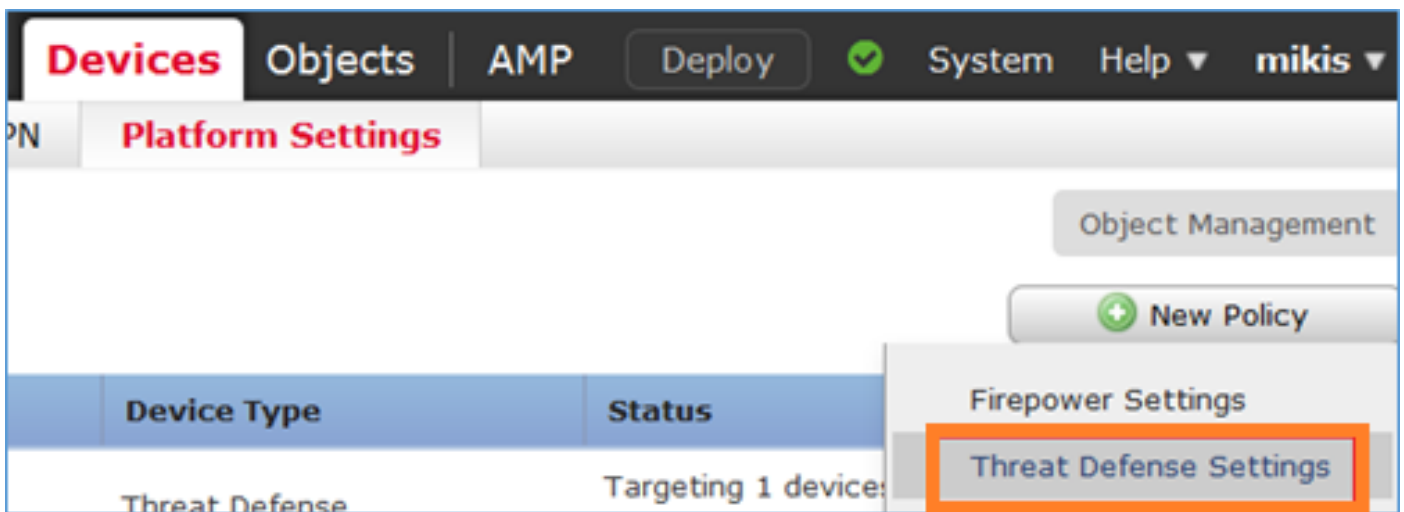 Devices Objects AMP Deploy System Help mikis
PN Platform Settings
Object Management
New Policy
Device Type Status
Firepower Settings
Threat Defense Settings
Threat Defense Targeting 1 devices